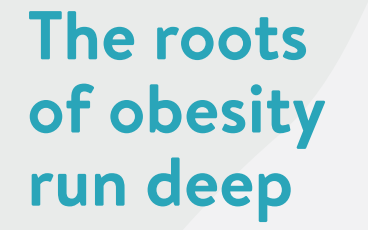 The roots
of obesity
run deep